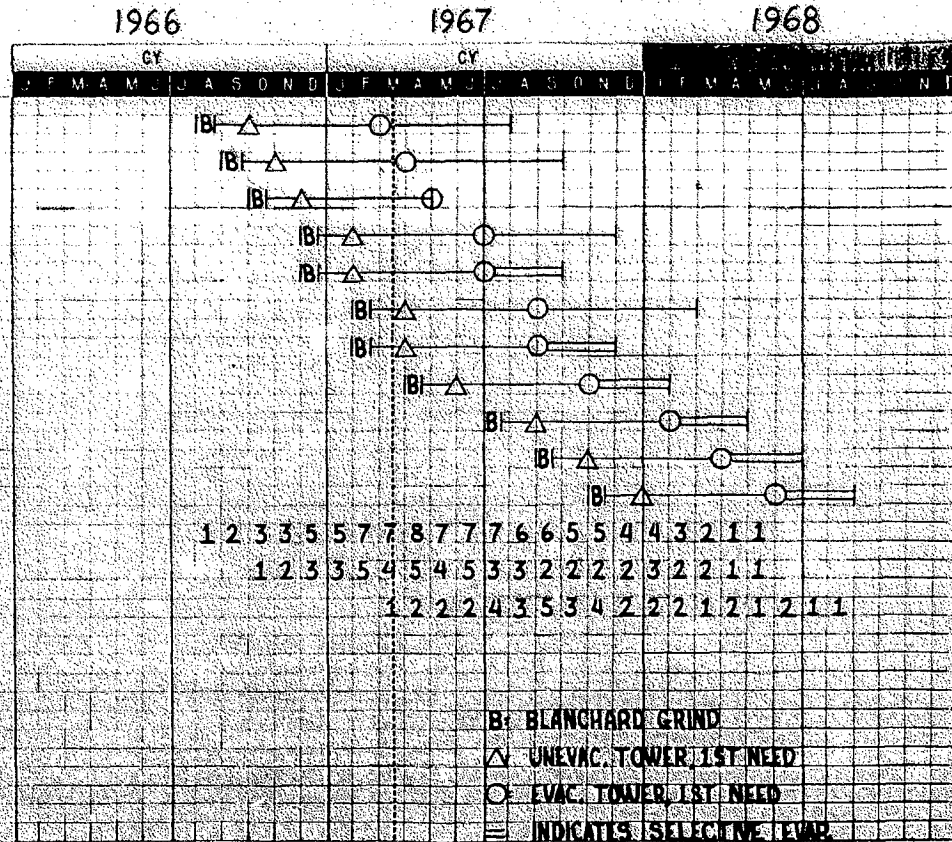 1966 1967 1968
CY CY
J F M A M J J A S O N D J F M A M J J A S O N D J F M A M J J A N
B
B
B
B
B
B
B
B
B
B
B
1 2 3 3 5 5 7 7 8 7 7 7 6 6 5 5 4 4 3 2 1 1
1 2 3 3 5 4 5 4 5 3 3 2 2 2 2 3 2 2 1 1
1 2 2 2 4 3 5 3 4 2 2 2 1 2 1 2 1 1
B: BLANCHARD GRIND
UNEVAC. TOWER, 1ST NEED
EVAC. TOWER, 1ST NEED
INDICATES SELECTIVE EVAP.